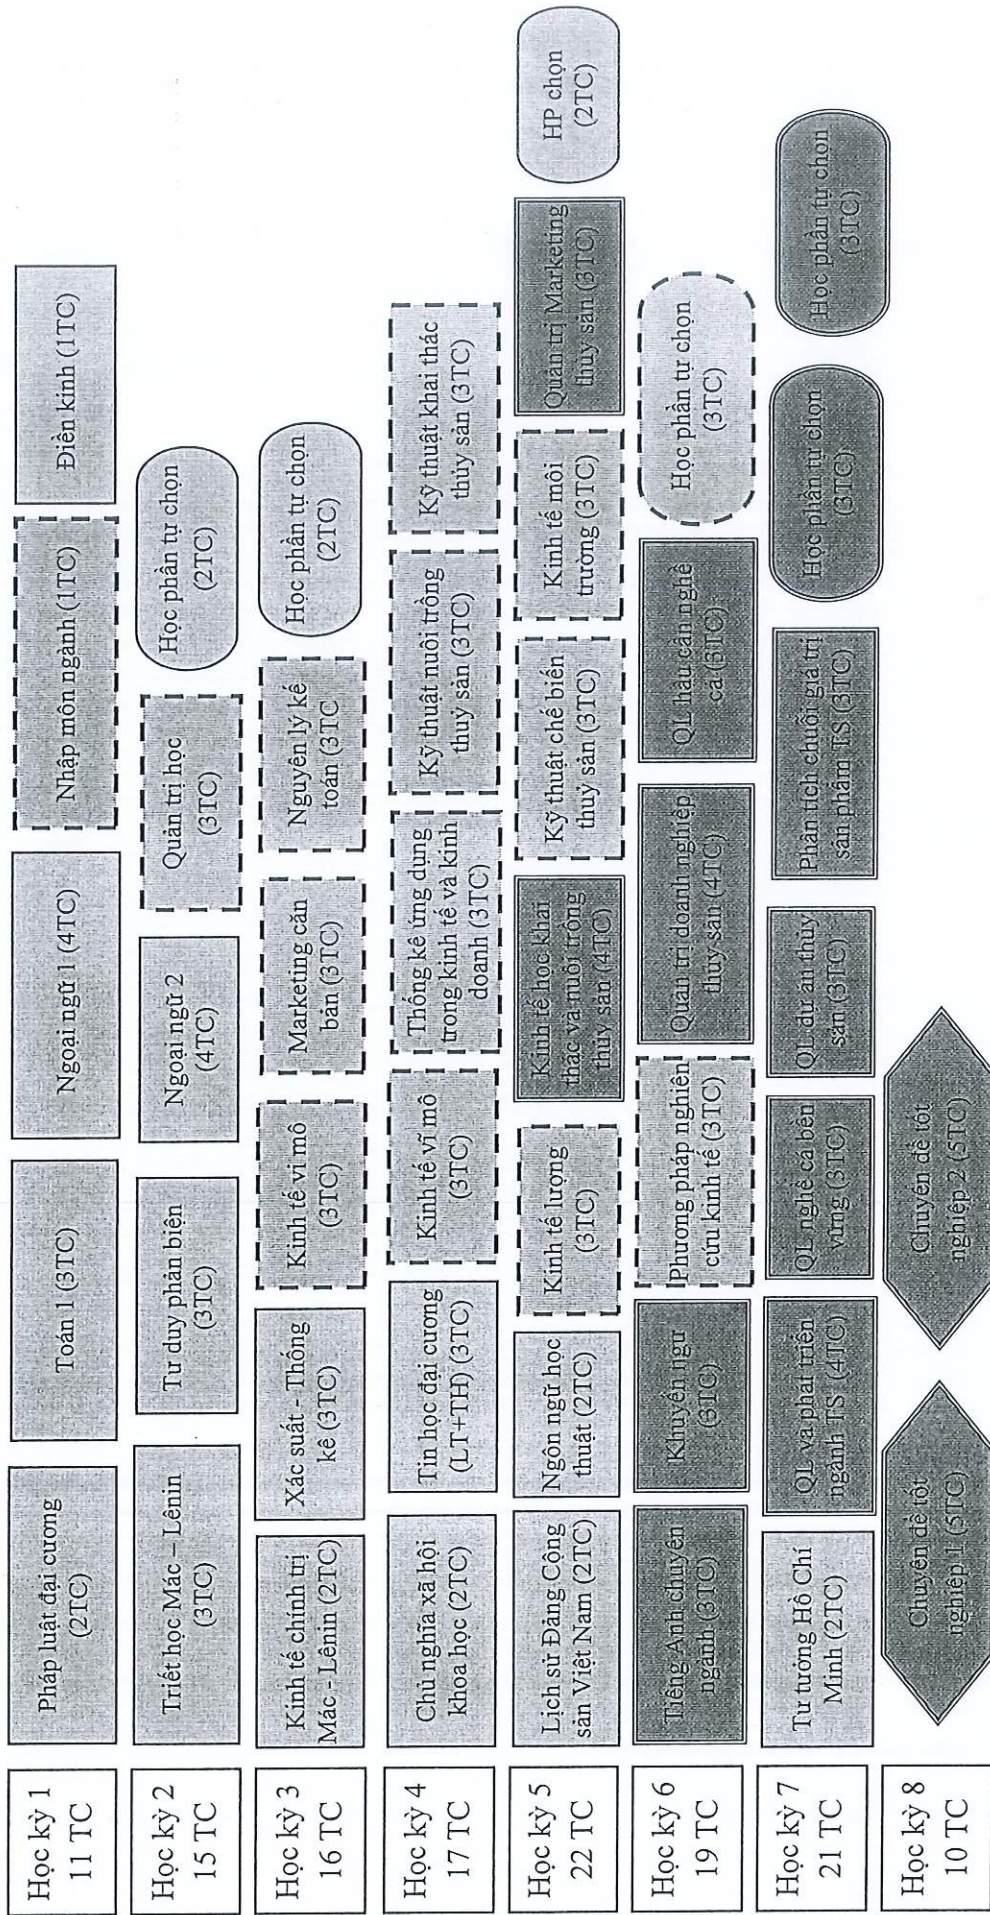 Học kỳ 1
11 TC
Pháp luật đại cương
(2TC)
Toán 1 (3TC)
Ngoại ngữ 1 (4TC)
Nhập môn ngành (1TC)
Điền kinh (1TC)
Học kỳ 2
15 TC
Triết học Mác – Lênin
(3TC)
Tư duy phản biện
(3TC)
Ngoại ngữ 2
(4TC)
Quản trị học
(3TC)
Học phần tự chọn
(2TC)
Học kỳ 3
16 TC
Kinh tế chính trị
Mác - Lênin (2TC)
Xác suất - Thống
kê (3TC)
Kinh tế vi mô
(3TC)
Marketing căn
bản (3TC)
Nguyên lý kế
toán (3TC
Học phần tự chọn
(2TC)
Học kỳ 4
17 TC
Chủ nghĩa xã hội
khoa học (2TC)
Tin học đại cương
(LT+TH) (3TC)
Kinh tế vĩ mô
(3TC)
Thống kê ứng dụng
trong kinh tế và kinh
doanh (3TC)
Kỹ thuật nuôi trồng
thuỷ sản (3TC)
Kỹ thuật khai thác
thuỷ sản (3TC)
Học kỳ 5
22 TC
Lịch sử Đảng Cộng
sản Việt Nam (2TC)
Ngôn ngữ học
thuật (2TC)
Kinh tế lượng
(3TC)
Kinh tế học khai
thác và nuôi trồng
thủy sản (4TC)
Kỹ thuật chế biến
thuỷ sản (3TC)
Kinh tế môi
trường (3TC)
Quản trị Marketing
thủy sản (3TC)
HP chọn
(2TC)
Học kỳ 6
19 TC
Tiếng Anh chuyên
ngành (3TC)
Khuyến ngư
(3TC)
Phương pháp nghiên
cứu kinh tế (3TC)
Quản trị doanh nghiệp
thủy sản (4TC)
QL hậu cần nghề
cá (3TC)
Học phần tự chọn
(3TC)
Học kỳ 7
21 TC
Tư tưởng Hồ Chí
Minh (2TC)
QL và phát triển
ngành TS (4TC)
QL nghề cá bền
vững (3TC)
QL dự án thủy
sản (3TC)
Phân tích chuỗi giá trị
sản phẩm TS (3TC)
Học phần tự chọn
(3TC)
Học phần tự chọn
(3TC)
Học kỳ 8
10 TC
Chuyên đề tốt
nghiệp 1 (5TC)
Chuyên đề tốt
nghiệp 2 (5TC)